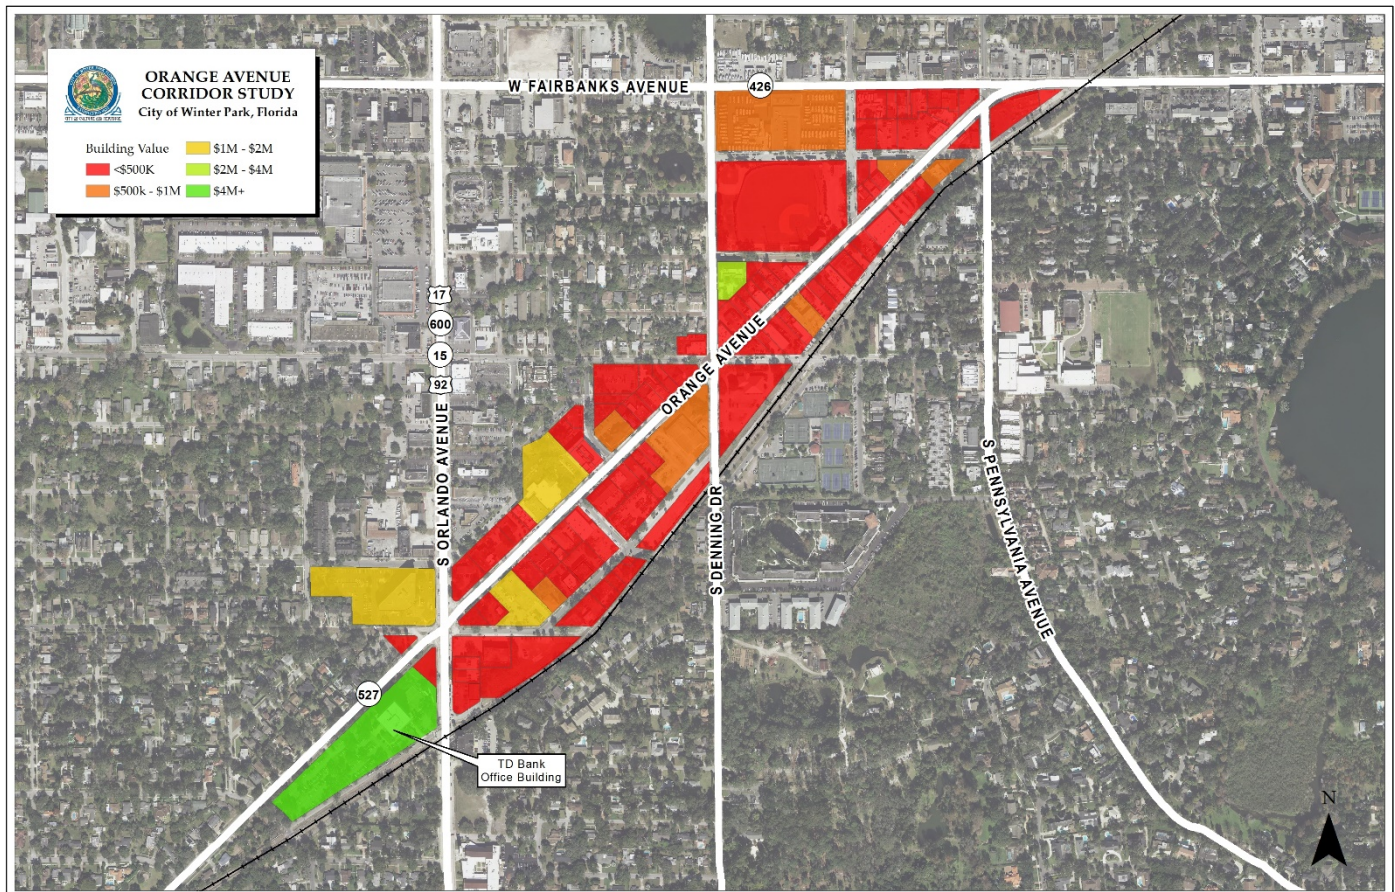 ORANGE AVENUE
CORRIDOR STUDY
City of Winter Park, Florida
Building Value
<$500K
$500k - $1M
$1M - $2M
$2M - $4M
$4M+
W FAIRBANKS AVENUE
426
17
600
15
92
S ORLANDO AVENUE
ORANGE AVENUE
S DENNING DR
S PENNSYLVANIA AVENUE
527
TD Bank
Office Building
N